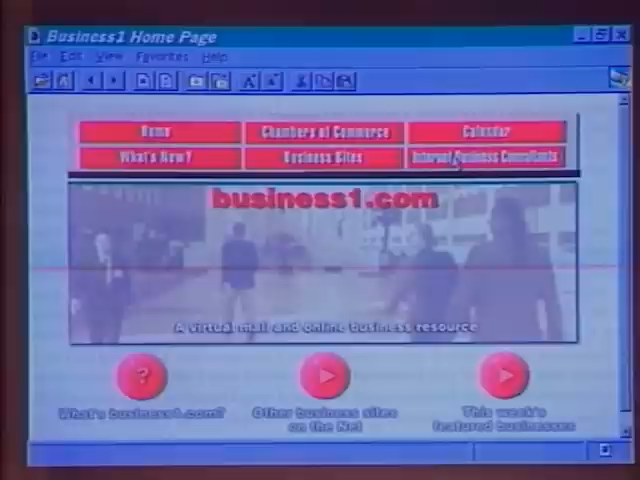 Business1 Home Page
File Edit View Favorites Help
Home Chambers of Commerce Calendar
What's New? Business Sites Internet Business Consultants
business1.com
A virtual mall and online business resource
?
What's business1.com? Other business sites This week's
on the Net featured businesses